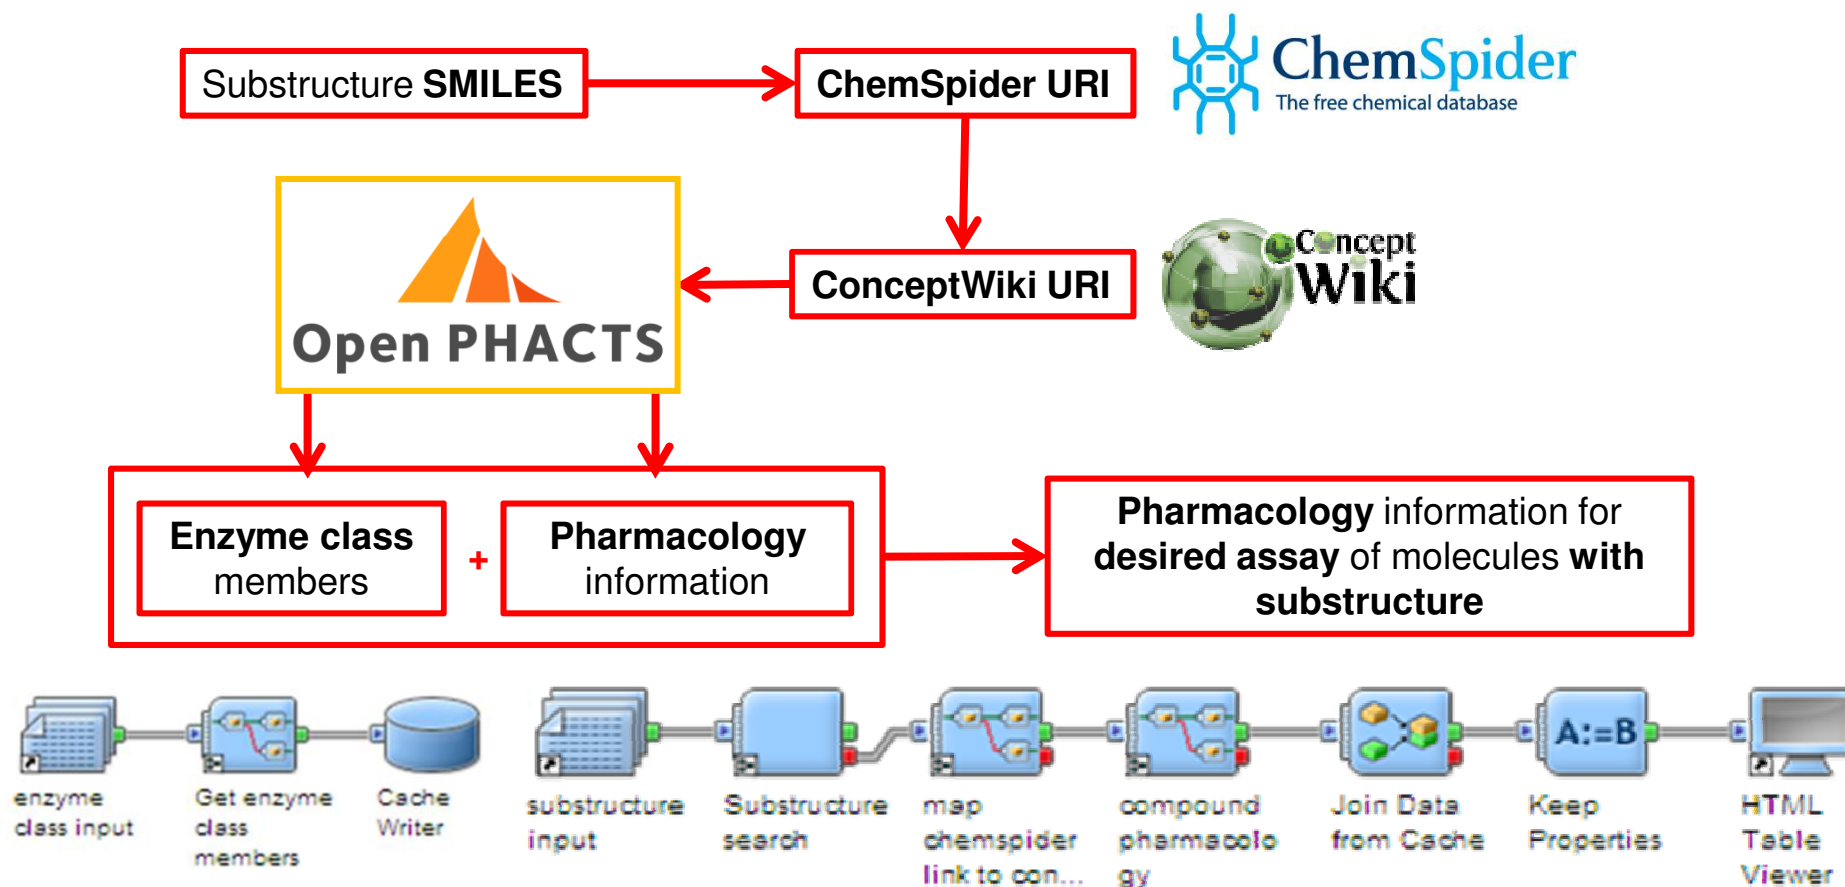 Substructure SMILES
ChemSpider URI
ChemSpider
The free chemical database
Open PHACTS
ConceptWiki URI
Concept
Wiki
Enzyme class
members
+
Pharmacology
information
Pharmacology information for
desired assay of molecules with
substructure
A:=B
enzyme
class input
Get enzyme
class
members
Cache
Writer
substructure
input
Substructure
search
map
chemspider
link to con...
compound
pharmacolo
gy
Join Data
from Cache
Keep
Properties
HTML
Table
Viewer